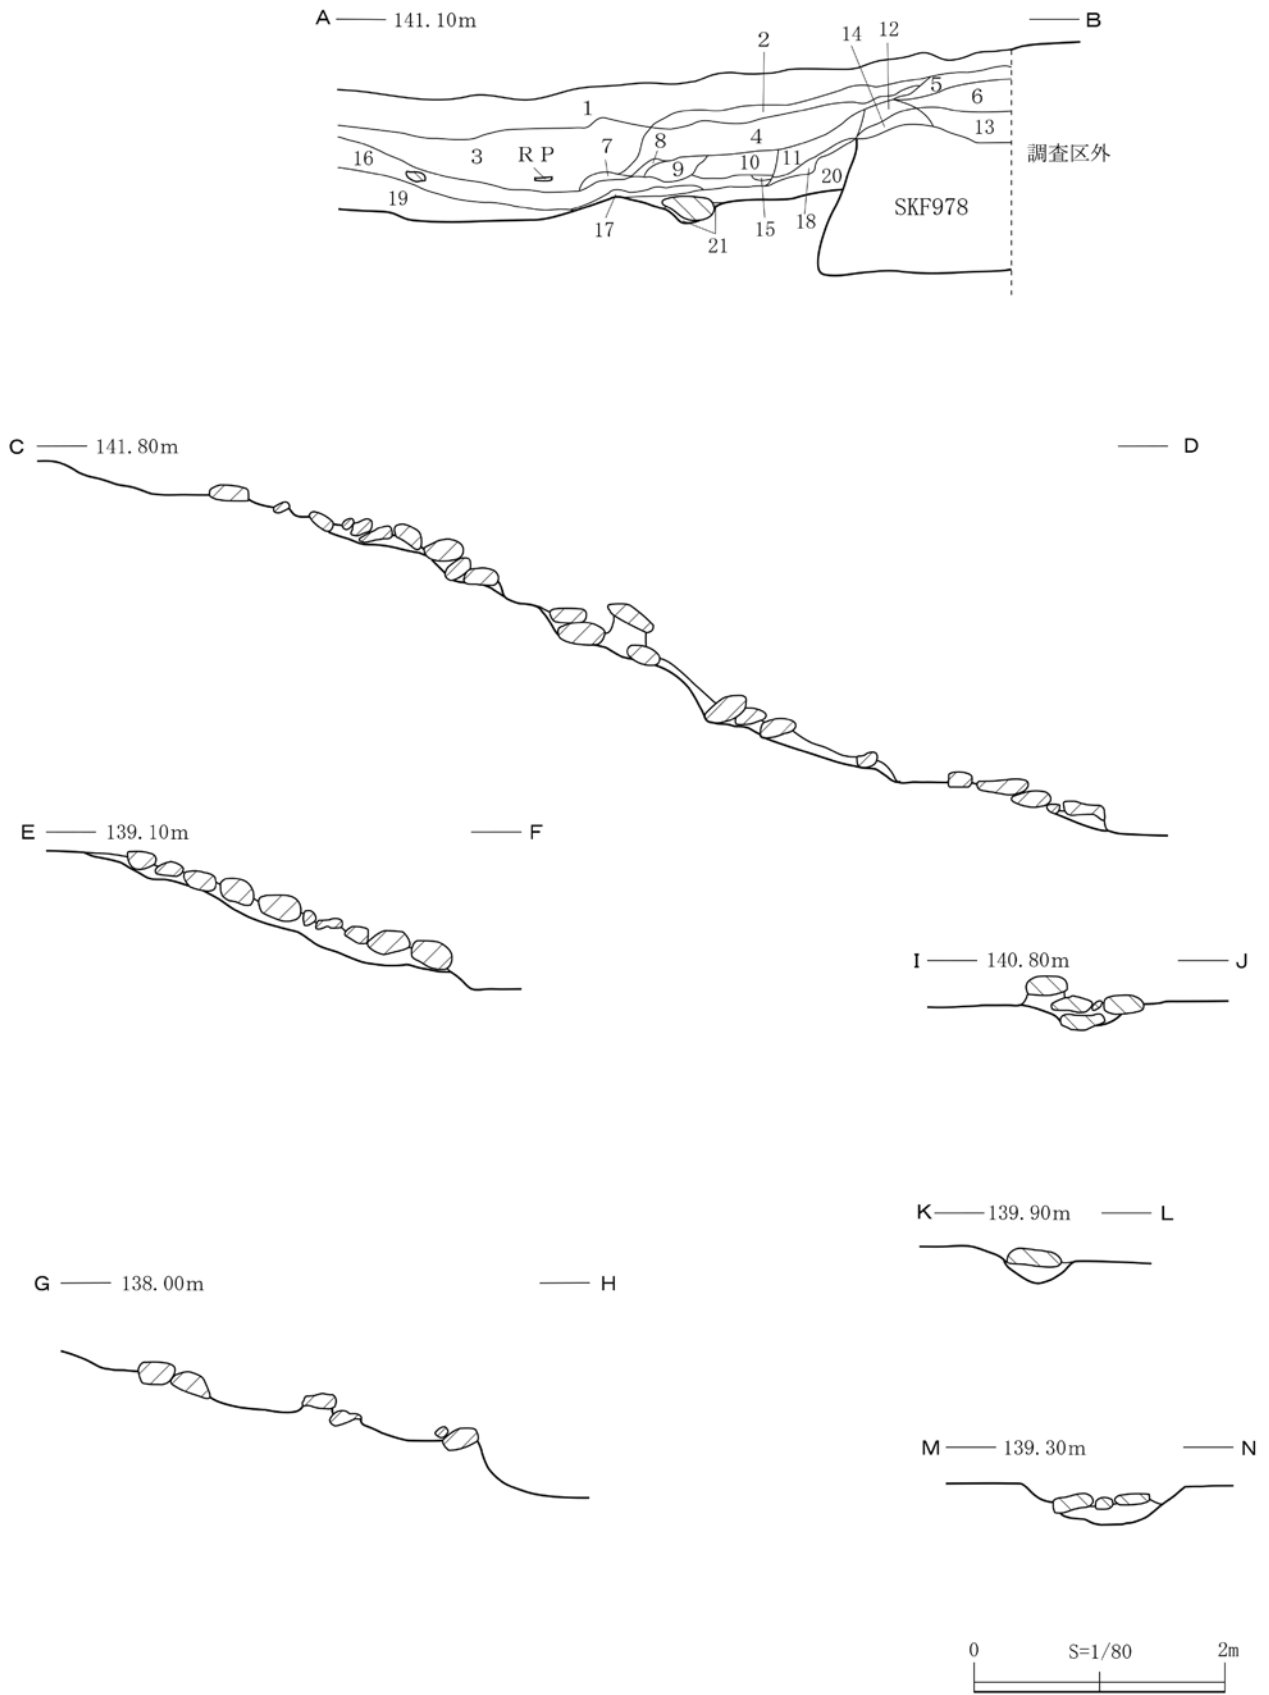 A 141.10m B
2 14 12
1 5 6
4 13
7 8
16 3 RP 9 10 11 調査区外
19 20
17 21 15 18 SKF978
C 141.80m D
E 139.10m F
I 140.80m J
K 139.90m L
G 138.00m H
M 139.30m N
0 S=1/80 2m